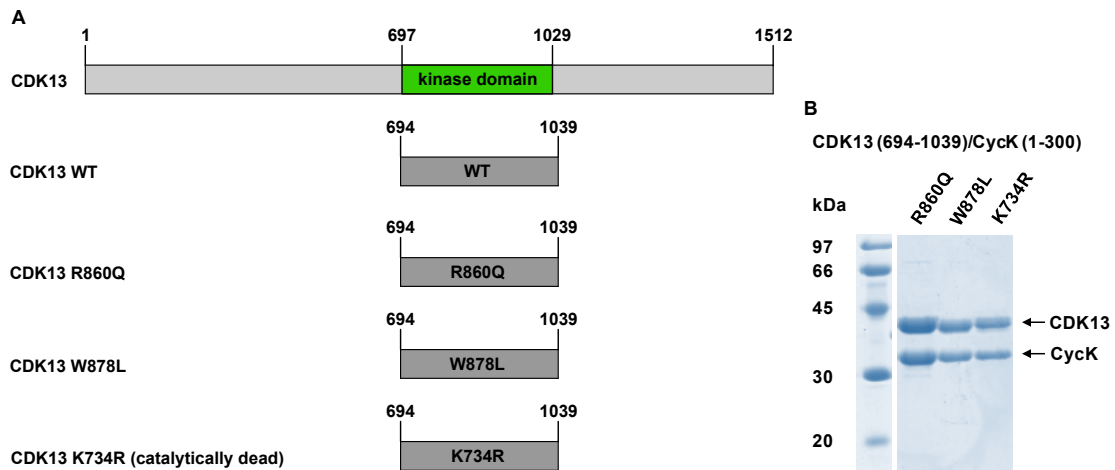 A
1 697 1029 1512
CDK13 kinase domain
694 1039
CDK13 WT WT
694 1039
CDK13 R860Q R860Q
694 1039
CDK13 W878L W878L
694 1039
CDK13 K734R (catalytically dead) K734R
B
CDK13 (694-1039)/CycK (1-300)
kDa R860Q W878L K734R
97
66
45
CDK13
CycK
30
20